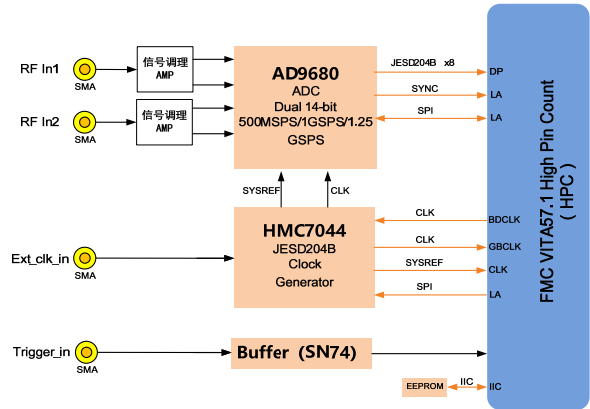 RF In1
SMA
信号调理
AMP
RF In2
SMA
信号调理
AMP
AD9680
ADC
Dual 14-bit
500MSPS/1GSPS/1.25
GSPS
JESD204B x8
DP
SYNC
LA
SPI
LA
SYSREF
CLK
Ext_clk_in
SMA
HMC7044
JESD204B
Clock
Generator
CLK
BDCLK
CLK
GBCLK
SYSREF
CLK
SPI
LA
Trigger_in
SMA
Buffer (SN74)
EEPROM
IIC
IIC
FMC VITA57.1 High Pin Count
（HPC）